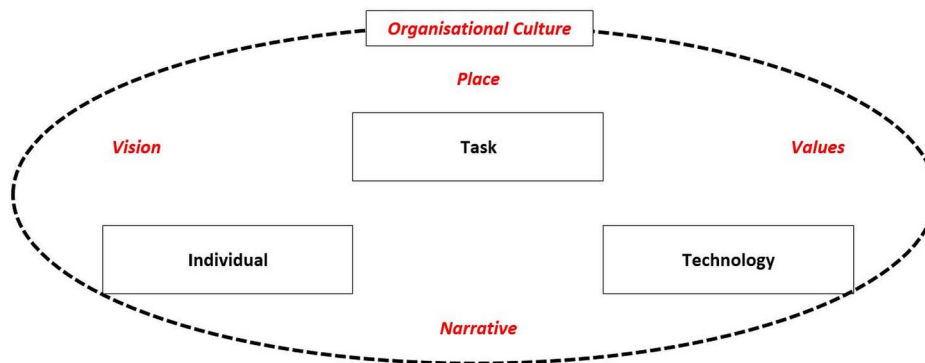 Organisational Culture
Place
Vision
Task
Values
Individual
Technology
Narrative